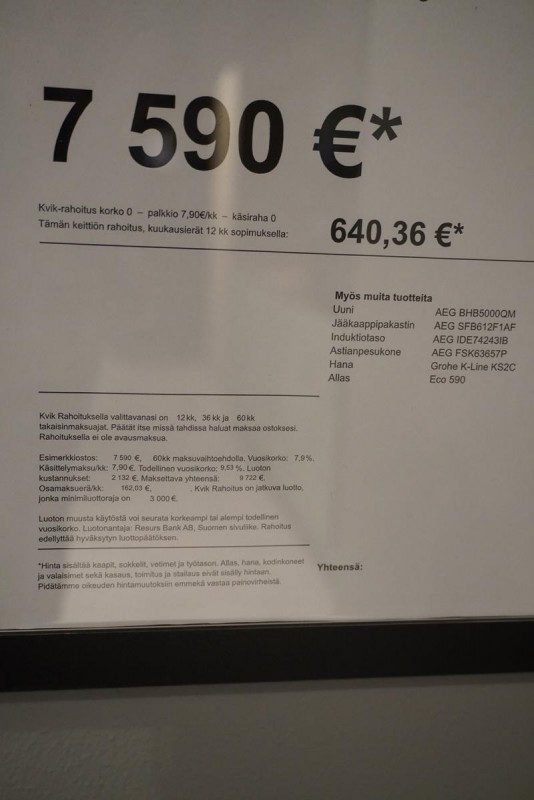 7 590 €*
Kvik-rahoitus korko 0 – palkkio 7,90€/kk – käsiraha 0
Tämän keittiön rahoitus, kuukausierät 12 kk sopimuksella:
640,36 €*
Myös muita tuotteita
Uuni AEG BHB5000QM
Jääkaappipakastin AEG SFB612F1AF
Induktiotaso AEG IDE74243IB
Astianpesukone AEG FSK63657P
Hana Grohe K-Line KS2C
Allas Eco 590
Kvik Rahoituksella valittavanasi on 12 kk, 36 kk ja 60 kk
takaisinmaksuajat. Päätät itse missä tahdissa haluat maksaa ostoksesi.
Rahoituksella ei ole avausmaksua.
Esimerkkiostos: 7 590 €, 60kk maksuvaihtoehdolla. Vuosikorko: 7,9%.
Käsittelymaksu/kk: 7,90 €. Todellinen vuosikorko: 9,53 %. Luoton
kustannukset: 2 132 €. Maksettava yhteensä: 9 722 €.
Osamaksuerä/kk: 162,03 €, . Kvik Rahoitus on jatkuva luotto,
jonka minimiluottoraja on 3 000 €.
Luoton muusta käytöstä voi seurata korkeampi tai alempi todellinen
vuosikorko. Luotonantaja: Resurs Bank AB, Suomen sivuliike. Rahoitus
edellyttää hyväksytyn luottopäätöksen.
*Hinta sisältää kaapit, sokkelit, vetimet ja työtason. Allas, hana, kodinkoneet
ja valaisimet sekä kasaus, toimitus ja asennus eivät sisälly hintaan.
Pidätämme oikeuden hintamuutoksiin emmekä vastaa painovirheistä.
Yhteensä: